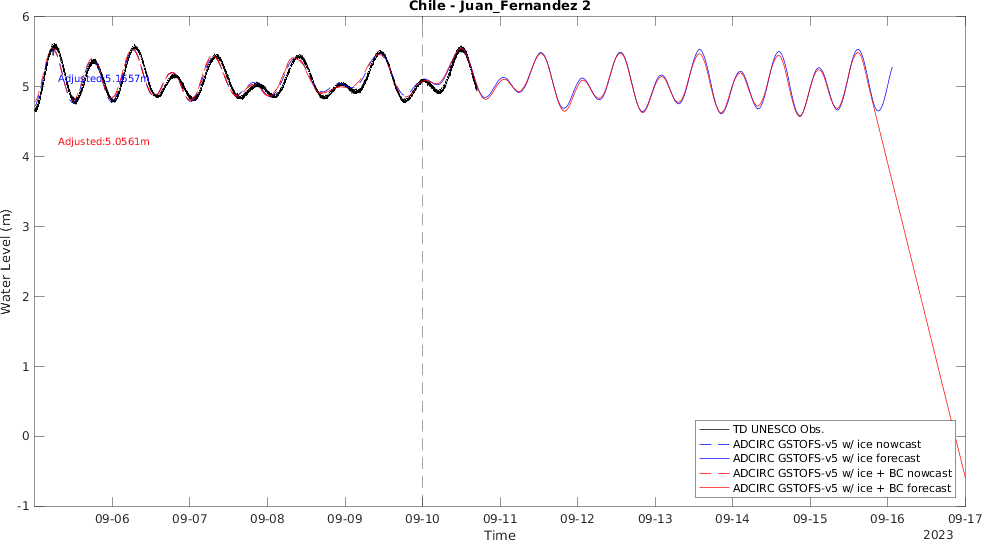 Chile - Juan_Fernandez 2
6
5
4
3
2
1
0
-1
Water Level (m)
Adjusted:5.1557m
Adjusted:5.0561m
TD UNESCO Obs.
ADCIRC GSTOFS-v5 w/ ice nowcast
ADCIRC GSTOFS-v5 w/ ice forecast
ADCIRC GSTOFS-v5 w/ ice + BC nowcast
ADCIRC GSTOFS-v5 w/ ice + BC forecast
09-06 09-07 09-08 09-09 09-10 09-11 09-12 09-13 09-14 09-15 09-16 09-17
Time
2023